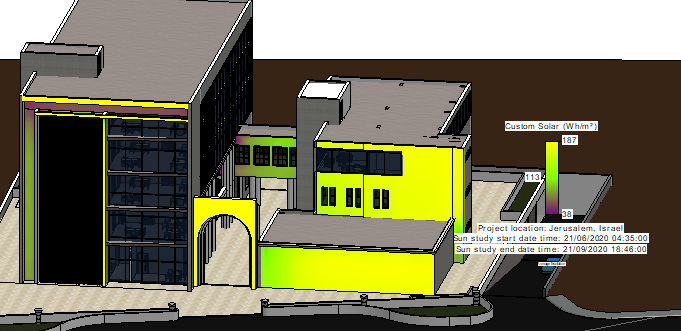 Custom Solar (Wh/m²)
187
113
38
Project location: Jerusalem, Israel
Sun study start date time: 21/06/2020 04:35:00
Sun study end date time: 21/09/2020 18:46:00